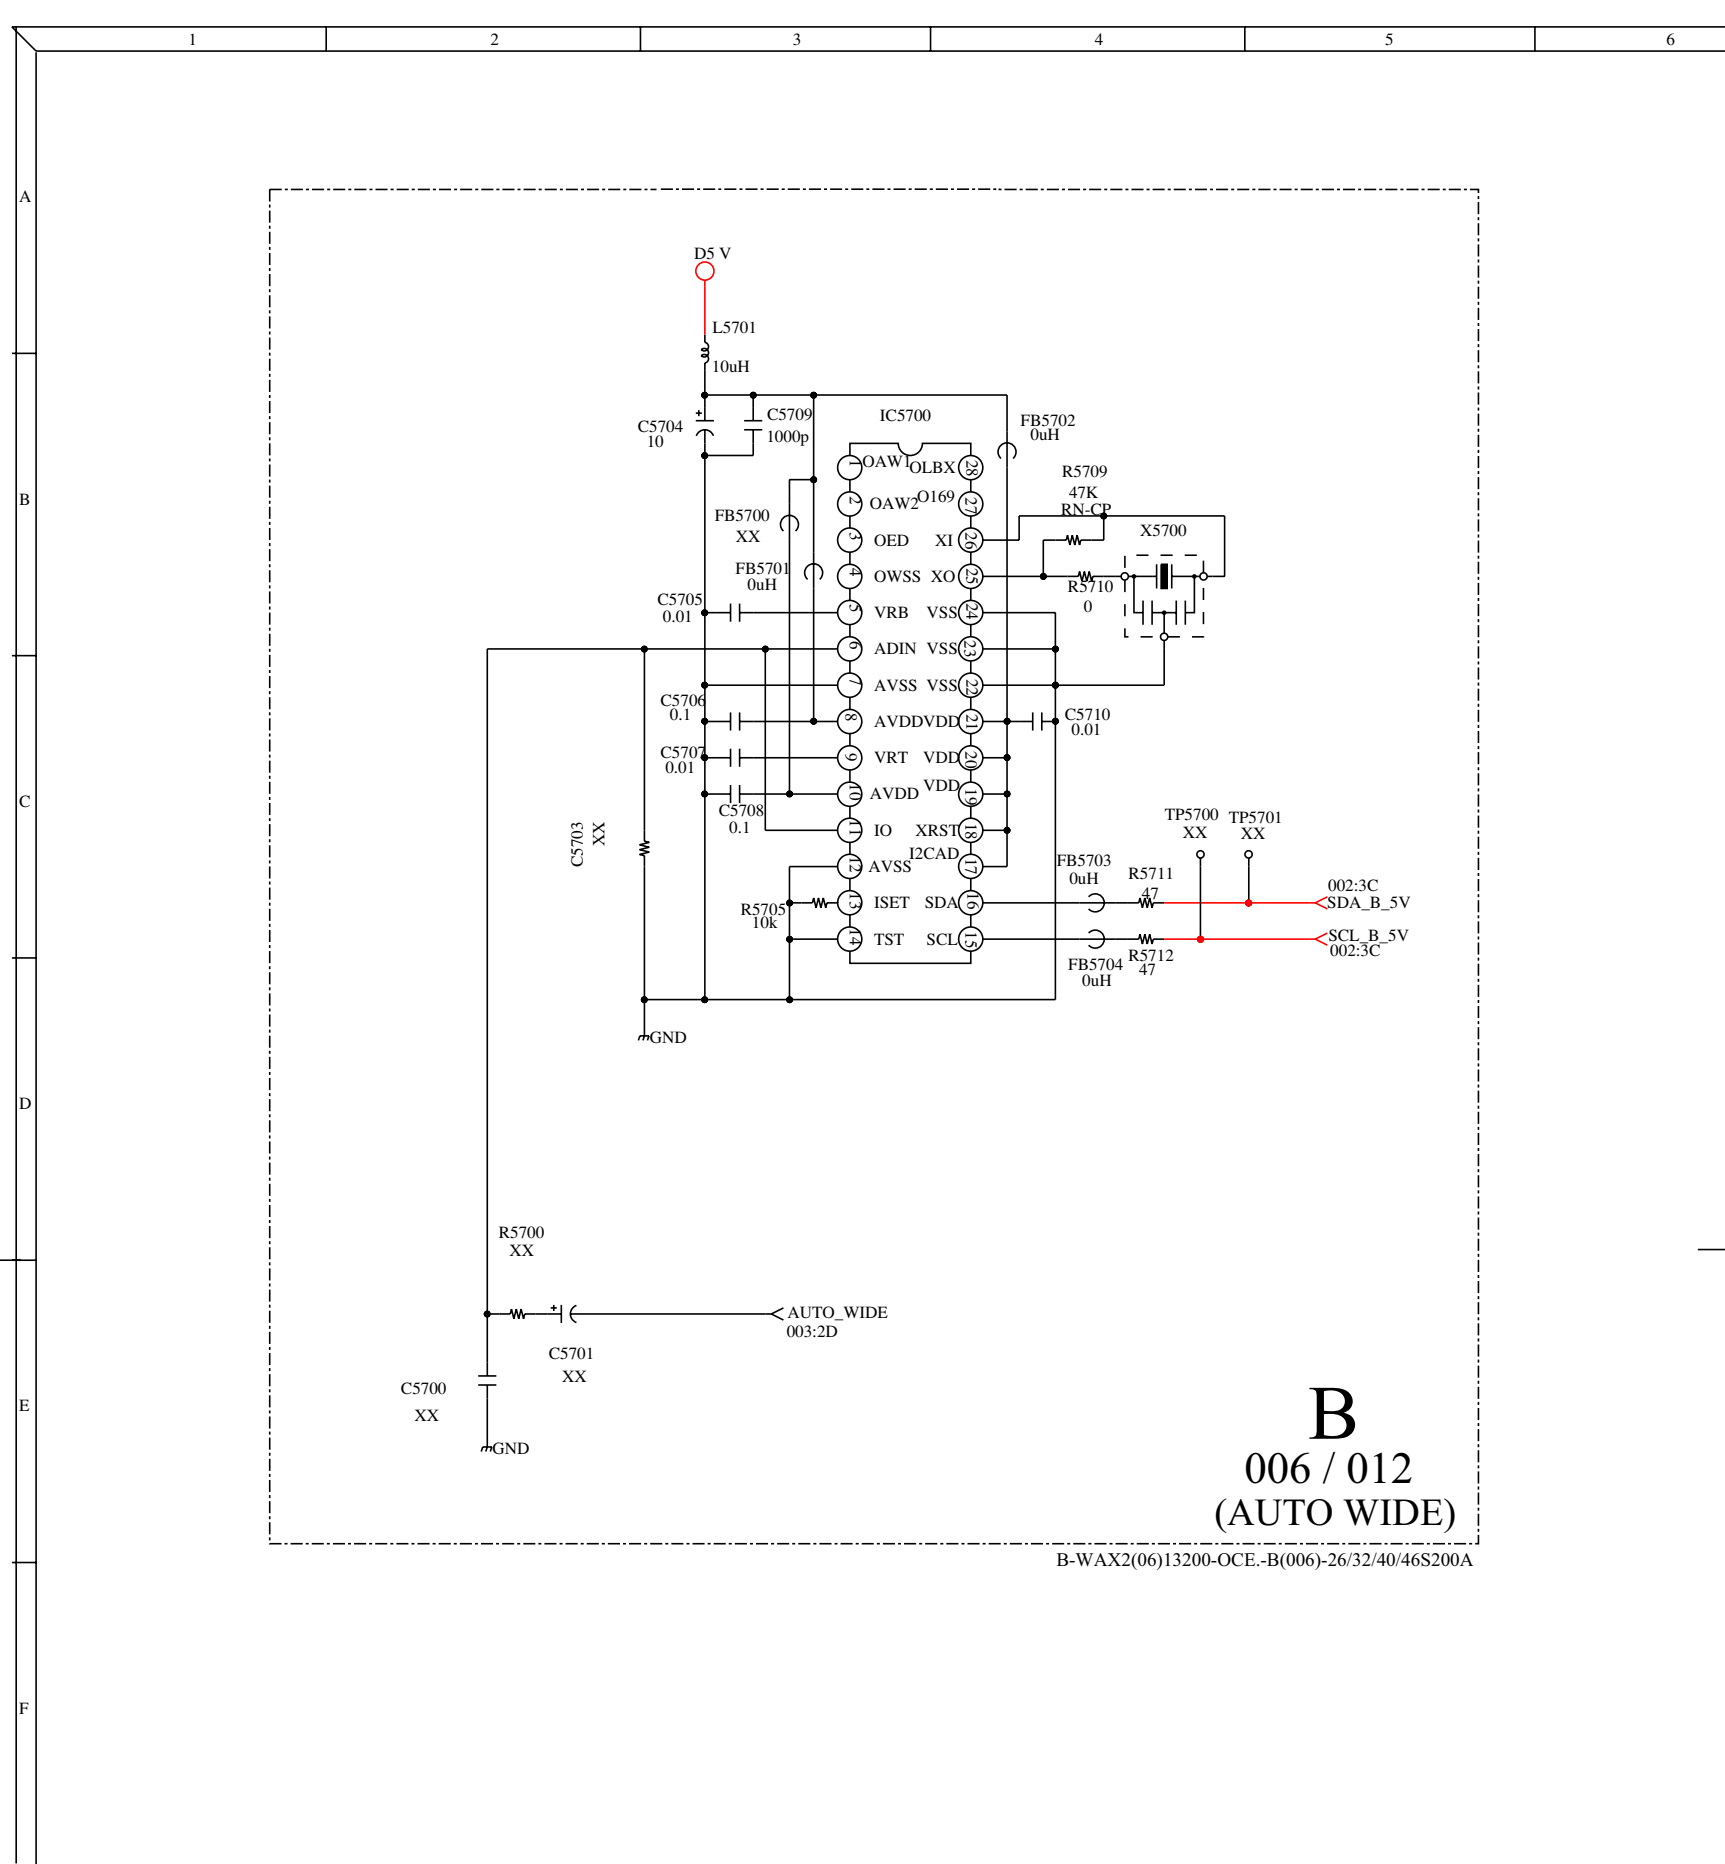 1 2 3 4 5 6
A
B
C
D
E
F
D5 V
L5701
10uH
C5704
10
C5709
1000p
IC5700
FB5702
0uH
R5709
47K
RN-CP
X5700
R5710
0
FB5700
XX
FB5701
0uH
C5705
0.01
C5706
0.1
C5707
0.01
C5708
0.1
C5703
XX
R5705
10k
1 OAW1 OLBX 28
2 OAW2 O169 27
3 OED XI 26
4 OWSS XO 25
5 VRB VSS 24
6 ADIN VSS 23
7 AVSS VSS 22
8 AVDD VDD 21
9 VRT VDD 20
10 AVDD VDD 19
11 IO XRST 18
12 AVSS I2CAD 17
13 ISET SDA 16
14 TST SCL 15
C5710
0.01
TP5700
XX
TP5701
XX
FB5703
0uH
R5711
47
002:3C
SDA_B_5V
SCL_B_5V
002:3C
FB5704
0uH
R5712
47
GND
R5700
XX
AUTO_WIDE
003:2D
C5701
XX
C5700
XX
GND
B
006 / 012
(AUTO WIDE)
B-WAX2(06)13200-OCE.-B(006)-26/32/40/46S200A